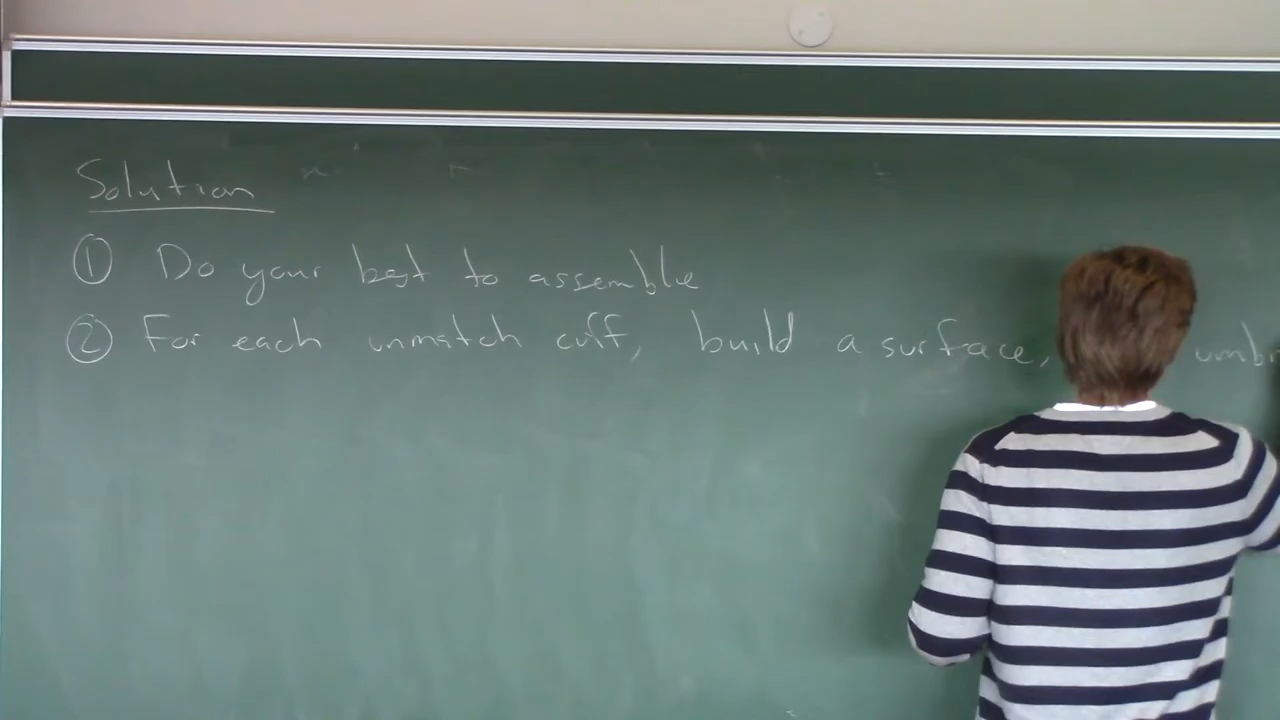 Solution
① Do your best to assemble
② For each unmatch cuff, build a surface,